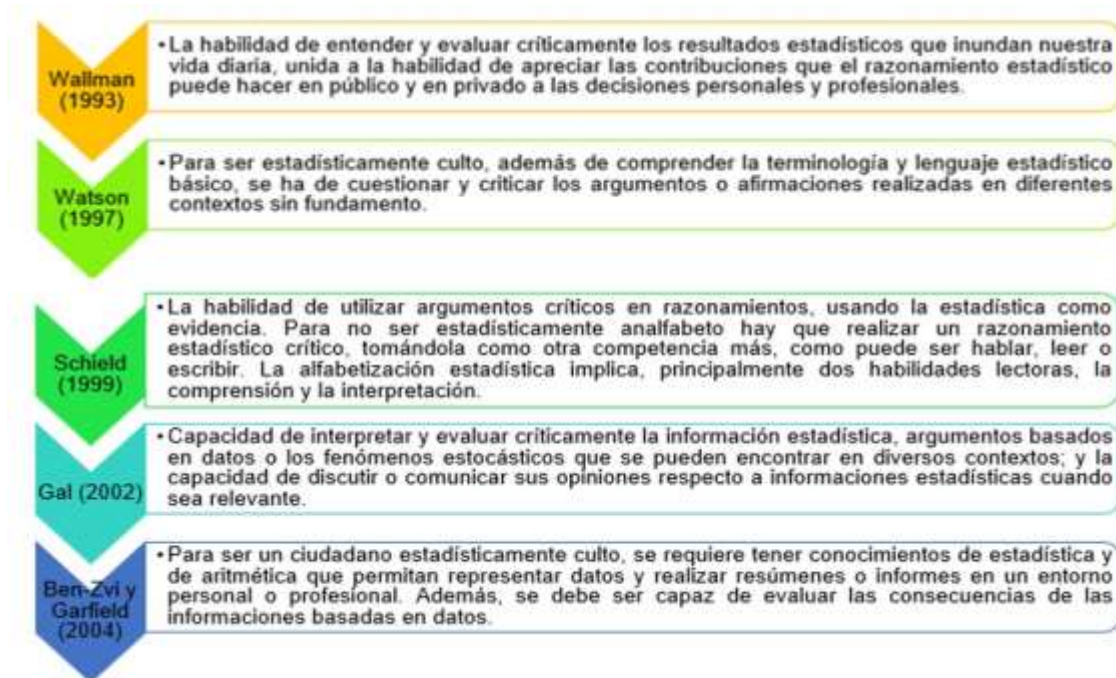 Wallman
(1993)
•La habilidad de entender y evaluar críticamente los resultados estadísticos que inundan nuestra
vida diaria, unida a la habilidad de apreciar las contribuciones que el razonamiento estadístico
puede hacer en público y en privado a las decisiones personales y profesionales.
Watson
(1997)
•Para ser estadísticamente culto, además de comprender la terminología y lenguaje estadístico
básico, se ha de cuestionar y criticar los argumentos o afirmaciones realizadas en diferentes
contextos sin fundamento.
Schield
(1999)
•La habilidad de utilizar argumentos críticos en razonamientos, usando la estadística como
evidencia. Para no ser estadísticamente analfabeto hay que realizar un razonamiento
estadístico crítico, tomándola como otra competencia más, como puede ser hablar, leer o
escribir. La alfabetización estadística implica, principalmente dos habilidades lectoras, la
comprensión y la interpretación.
Gal (2002)
•Capacidad de interpretar y evaluar críticamente la información estadística, argumentos basados
en datos o los fenómenos estocásticos que se pueden encontrar en diversos contextos; y la
capacidad de discutir o comunicar sus opiniones respecto a informaciones estadísticas cuando
sea relevante.
Ben-Zvi y
Garfield
(2004)
•Para ser un ciudadano estadísticamente culto, se requiere tener conocimientos de estadística y
de aritmética que permitan representar datos y realizar resúmenes o informes en un entorno
personal o profesional. Además, se debe ser capaz de evaluar las consecuencias de las
informaciones basadas en datos.